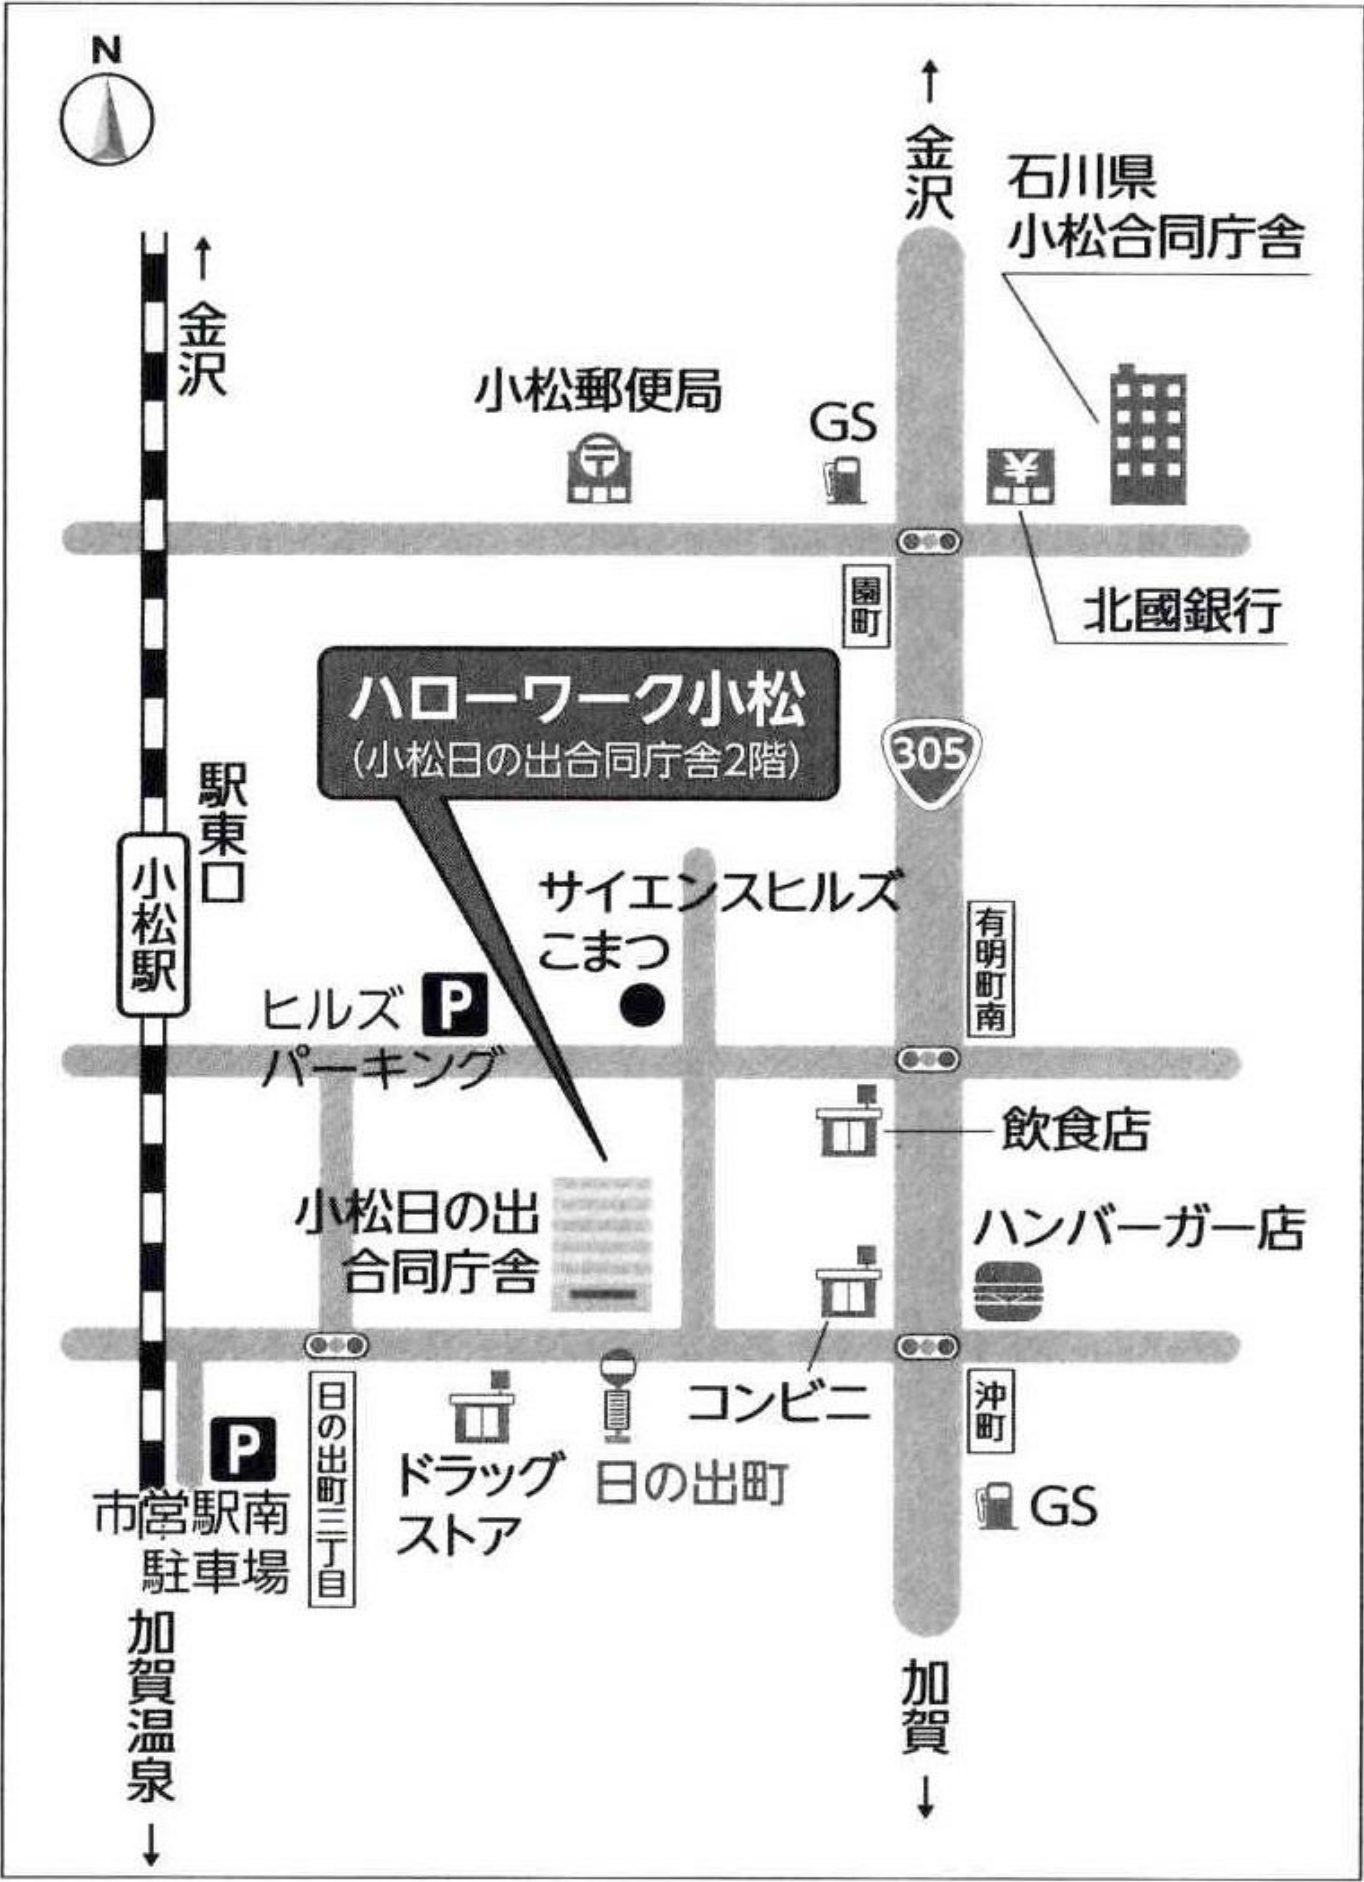 N
↑
金沢
石川県
小松合同庁舎
↑
金沢
小松郵便局
〒
GS
¥
園町
北國銀行
ハローワーク小松
(小松日の出合同庁舎2階)
305
駅東口
小松駅
サイエンスヒルズ
こまつ
有明町南
ヒルズ
P
パーキング
飲食店
小松日の出
合同庁舎
ハンバーガー店
コンビニ
沖町
日の出町三丁目
P
市営駅南
駐車場
ドラッグ
ストア
日の出町
GS
加賀温泉
↓
加賀
↓